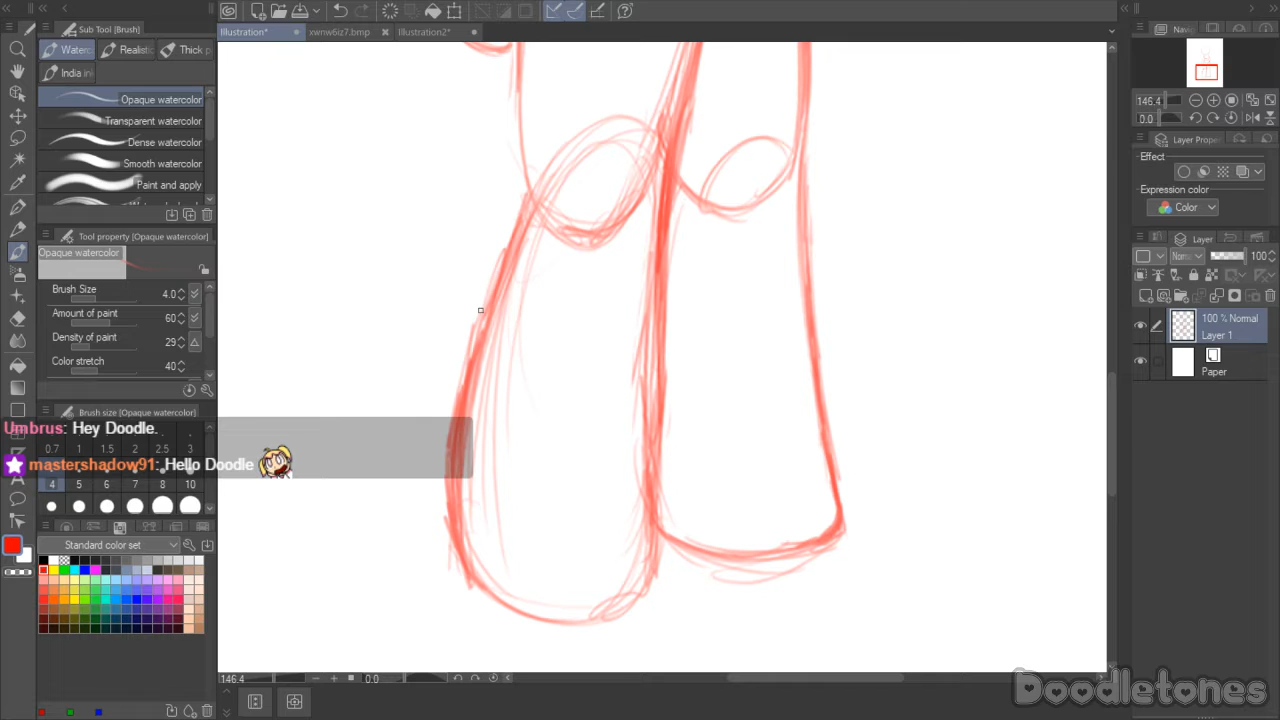 Sub Tool [Brush]
Waterc
Realistic
Thick p
India in
Opaque watercolor
Transparent watercolor
Dense watercolor
Smooth watercolor
Paint and apply
Tool property [Opaque watercolor]
Opaque watercolor
Brush Size
4.0
Amount of paint
60
Density of paint
29
Color stretch
40
Brush size [Opaque watercolor]
0.7 1 1.5 2 2.5 3
4 5 6 7 8 10
Standard color set
Umbrus: Hey Doodle.
mastershadow91: Hello Doodle
Illustration*
xwnw6iz7.bmp
Illustration2*
146.4
0.0
Navig
146.4
0.0
Layer Proper
Effect
Expression color
Color
Layer
Norma
100
100 % Normal
Layer 1
Paper
Doodletones